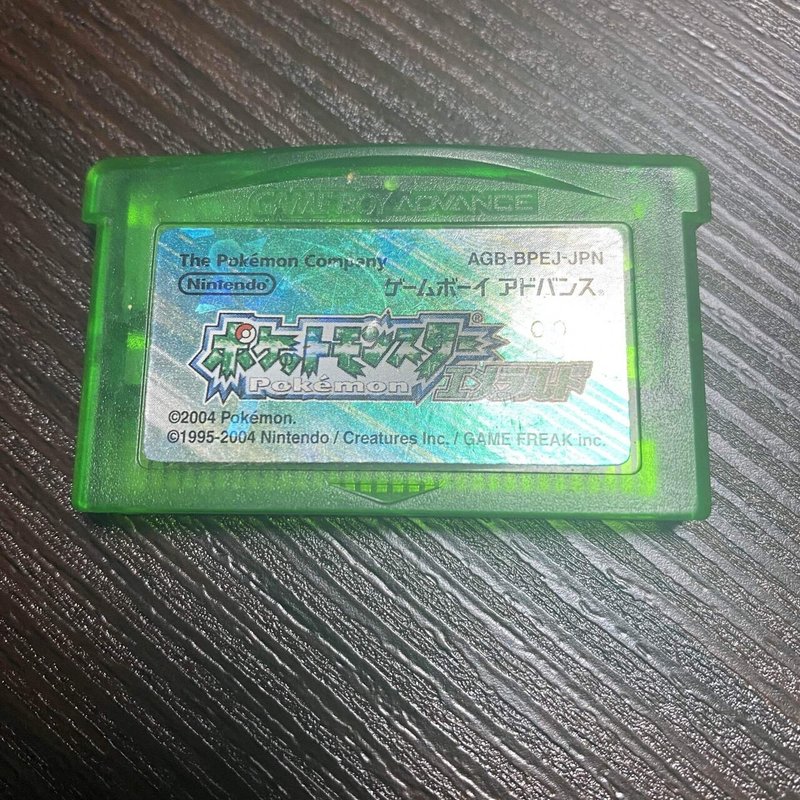 GAME BOY ADVANCE
The Pokémon Company
AGB-BPEJ-JPN
Nintendo®
ゲームボーイ アドバンス®
00
ポケットモンスター®
Pokémon
エメラルド
©2004 Pokémon.
©1995-2004 Nintendo / Creatures Inc. / GAME FREAK inc.